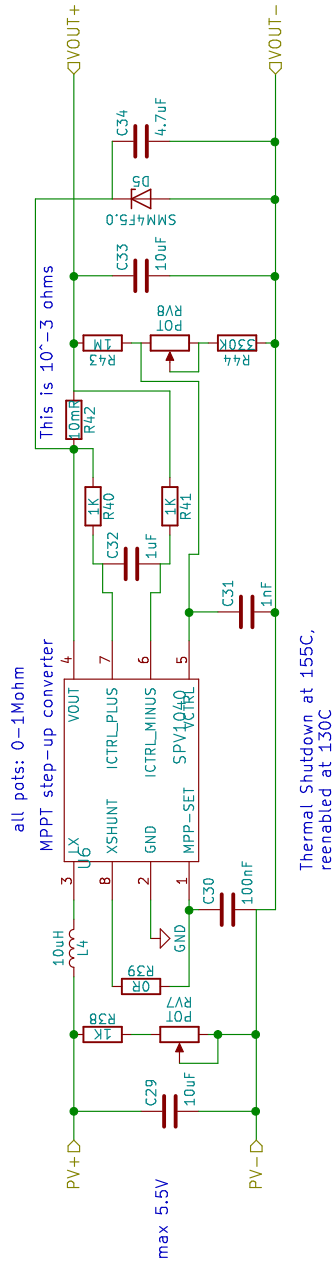 all pots: 0-1Mohm
MPPT step-up converter
This is 10^-3 ohms
max 5.5V
Thermal Shutdown at 155C,
reenabled at 130C
PV+
PV-
VOUT+
VOUT-
C29
10uF
R38
1K
RV7
POT
L4
10uH
R39
0R
GND
C30
100nF
U6
SPV1040
3
LX
8
XSHUNT
2
GND
1
MPP-SET
4
VOUT
7
ICTRL_PLUS
6
ICTRL_MINUS
5
VCTRL
C31
1nF
C32
1uF
R40
1K
R41
1K
R42
10mR
R43
1M
RV8
POT
R44
330K
C33
10uF
D5
SMM4F5.0
C34
4.7uF